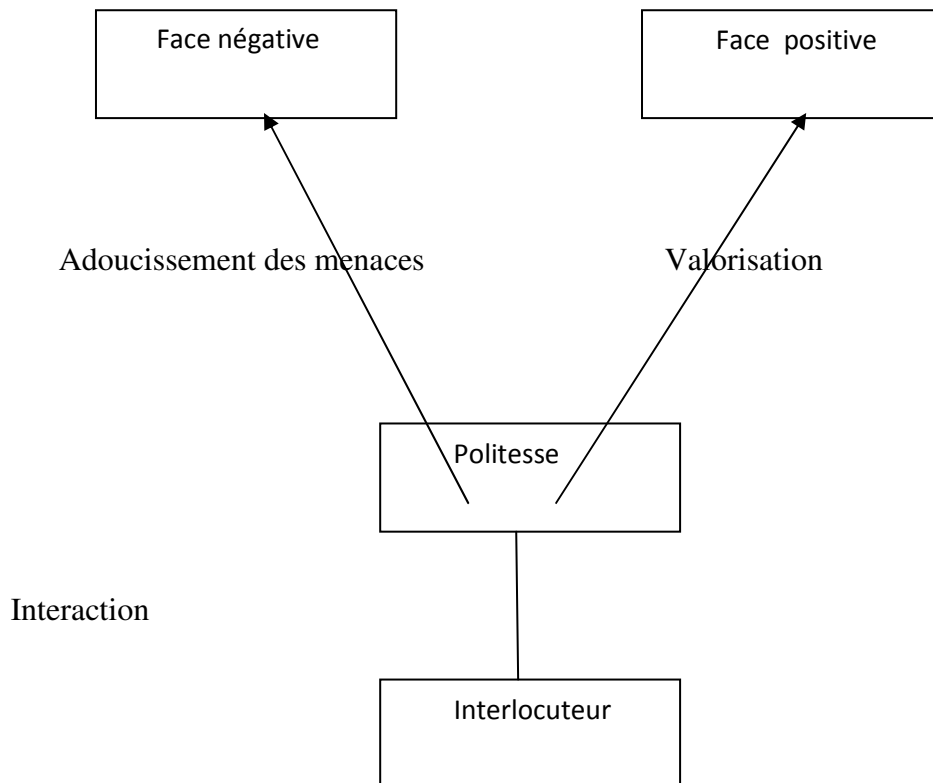 Face négative
Face positive
Adoucissement des menaces
Valorisation
Politesse
Interaction
Interlocuteur